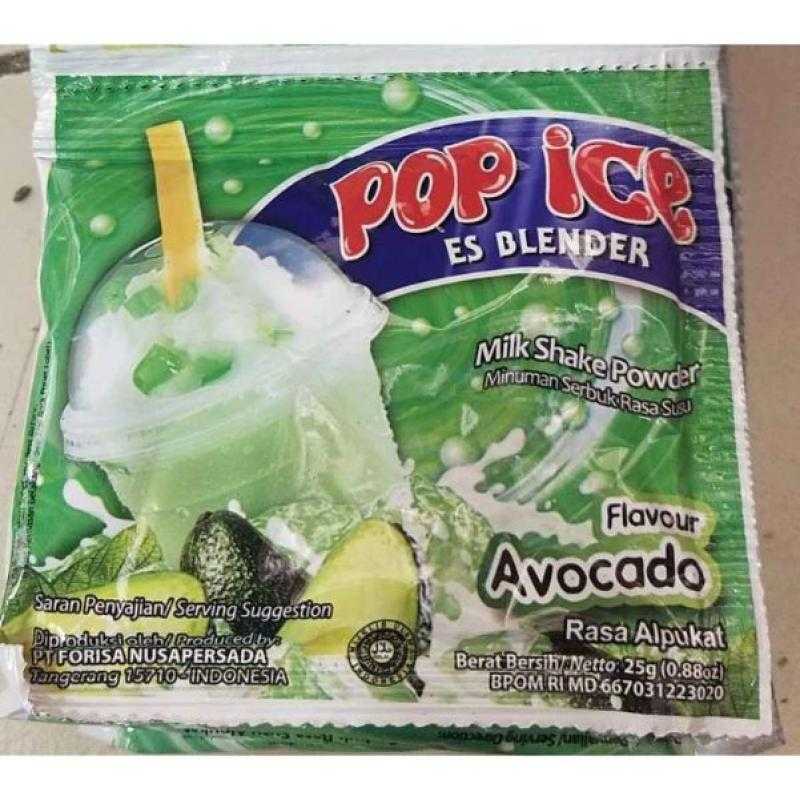 POP iCe
ES BLENDER
Milk Shake Powder
Minuman Serbuk Rasa Susu
Flavour
Avocado
Rasa Alpukat
Berat Bersih/Netto: 25g (0.88oz)
BPOM RI MD 667031223020
Saran Penyajian/ Serving Suggestion
Diproduksi oleh/ Produced by:
PT FORISA NUSAPERSADA
Tangerang 15710 - INDONESIA
Serving Direction: